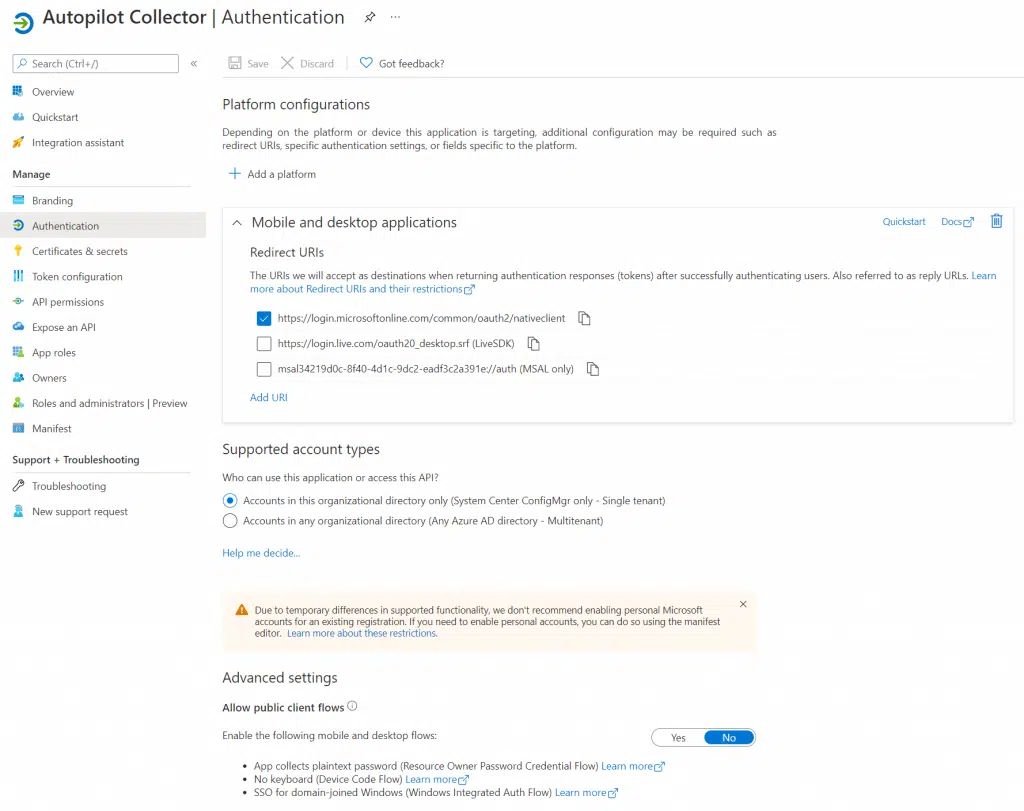 Autopilot Collector | Authentication ...
Search (Ctrl+/) «
Save Discard Got feedback?
Overview
Quickstart
Integration assistant
Manage
Branding
Authentication
Certificates & secrets
Token configuration
API permissions
Expose an API
App roles
Owners
Roles and administrators | Preview
Manifest
Support + Troubleshooting
Troubleshooting
New support request
Platform configurations
Depending on the platform or device this application is targeting, additional configuration may be required such as
redirect URIs, specific authentication settings, or fields specific to the platform.
+ Add a platform
Mobile and desktop applications Quickstart Docs
Redirect URIs
The URIs we will accept as destinations when returning authentication responses (tokens) after successfully authenticating users. Also referred to as reply URLs. Learn
more about Redirect URIs and their restrictions
https://login.microsoftonline.com/common/oauth2/nativeclient
https://login.live.com/oauth20_desktop.srf (LiveSDK)
msal34219d0c-8f40-4d1c-9dc2-eadf3c2a391e://auth (MSAL only)
Add URI
Supported account types
Who can use this application or access this API?
Accounts in this organizational directory only (System Center ConfigMgr only - Single tenant)
Accounts in any organizational directory (Any Azure AD directory - Multitenant)
Help me decide...
Due to temporary differences in supported functionality, we don't recommend enabling personal Microsoft
accounts for an existing registration. If you need to enable personal accounts, you can do so using the manifest
editor. Learn more about these restrictions.
Advanced settings
Allow public client flows
Enable the following mobile and desktop flows: Yes No
• App collects plaintext password (Resource Owner Password Credential Flow) Learn more
• No keyboard (Device Code Flow) Learn more
• SSO for domain-joined Windows (Windows Integrated Auth Flow) Learn more